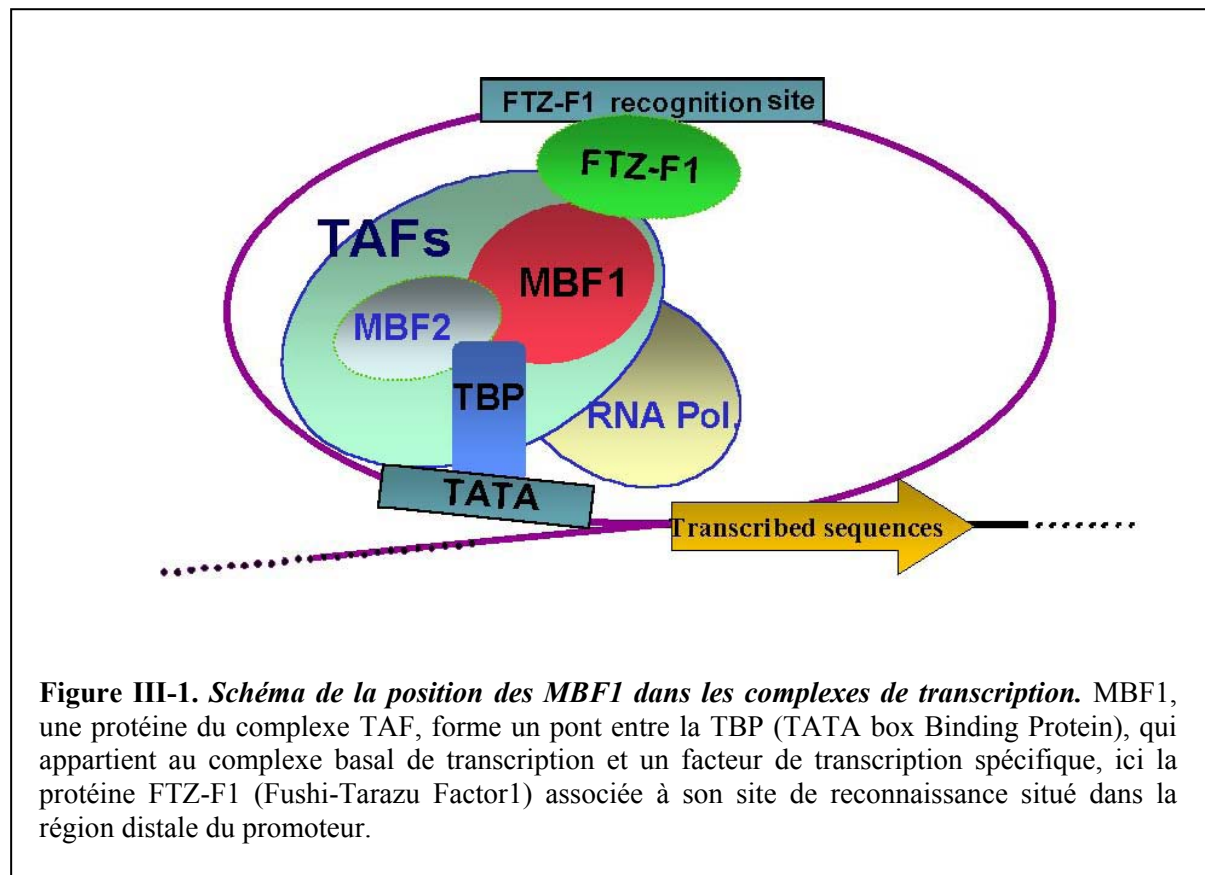 FTZ-F1 recognition site
FTZ-F1
TAFs
MBF1
MBF2
TBP
RNA Pol.
TATA
Transcribed sequences
Figure III-1. Schéma de la position des MBF1 dans les complexes de transcription. MBF1,
une protéine du complexe TAF, forme un pont entre la TBP (TATA box Binding Protein), qui
appartient au complexe basal de transcription et un facteur de transcription spécifique, ici la
protéine FTZ-F1 (Fushi-Tarazu Factor1) associée à son site de reconnaissance situé dans la
région distale du promoteur.